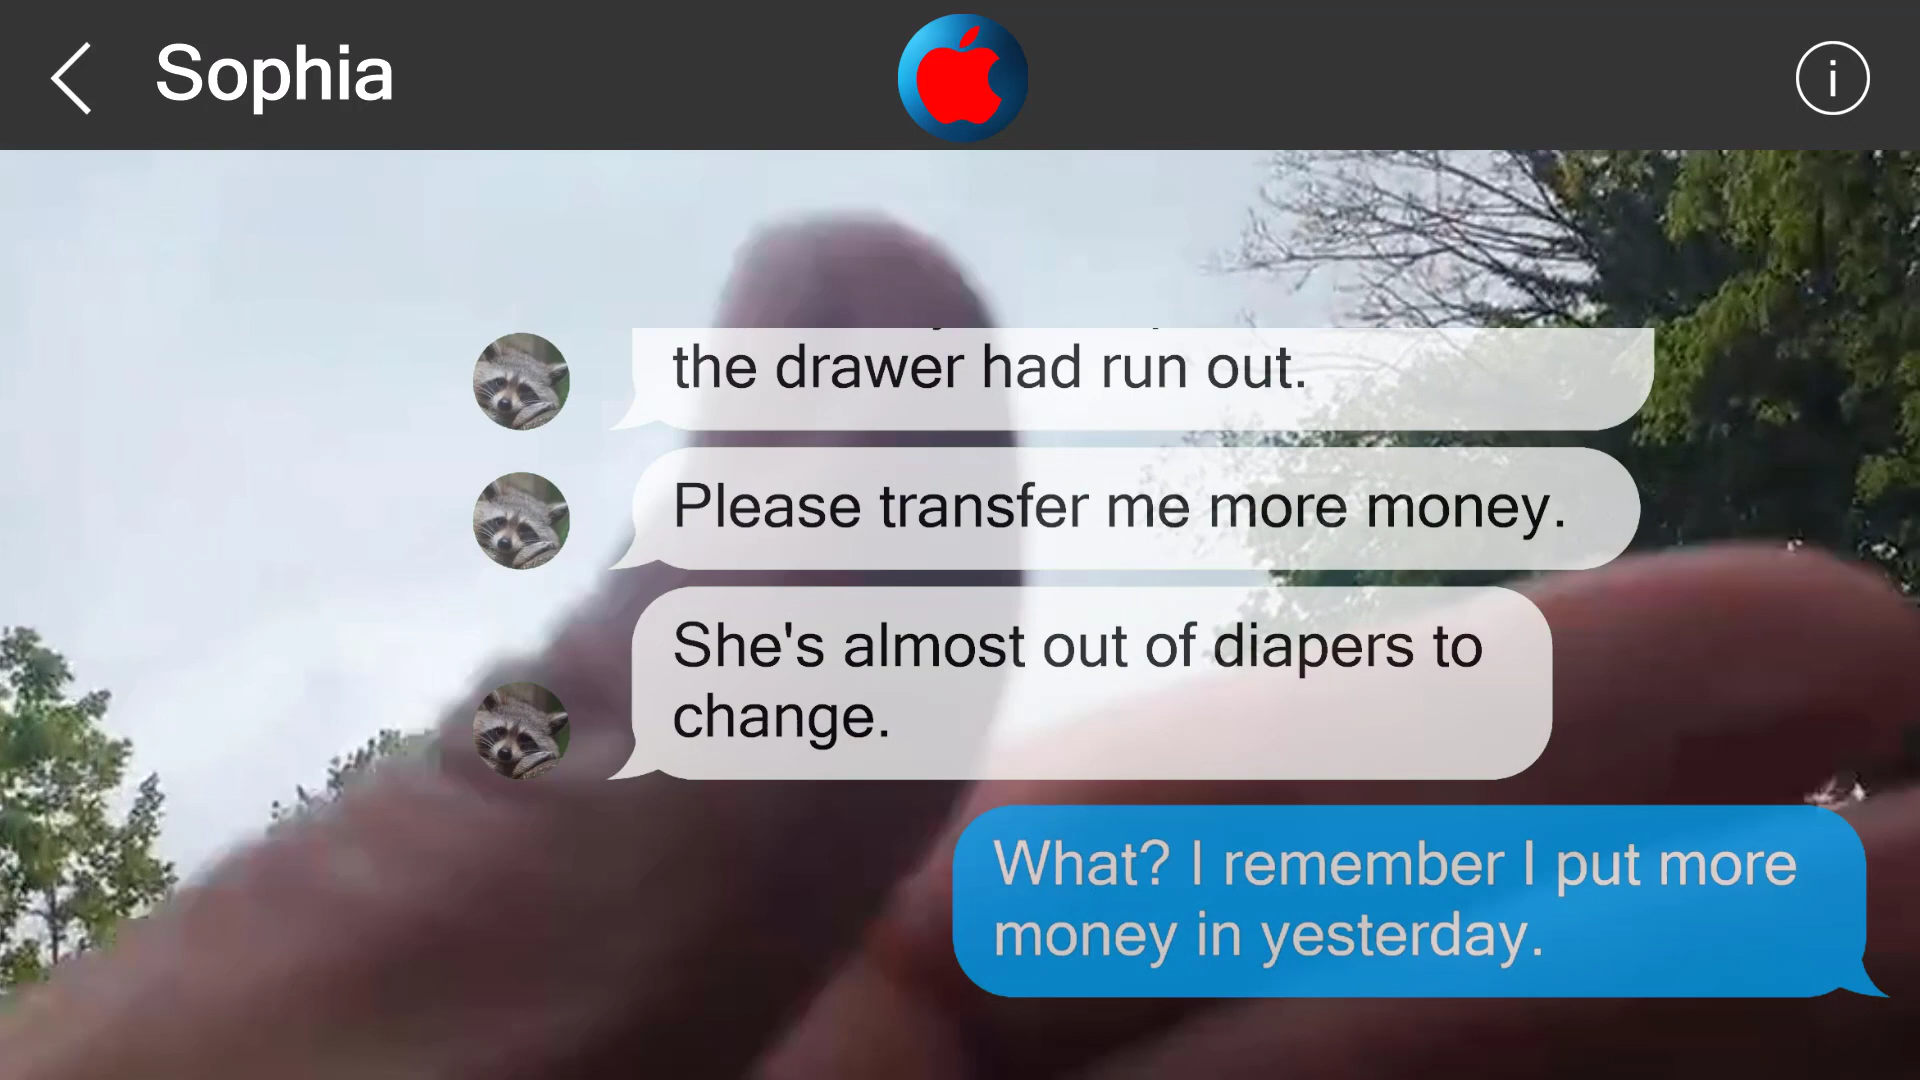 Sophia
i
the drawer had run out.
Please transfer me more money.
She's almost out of diapers to
change.
What? I remember I put more
money in yesterday.